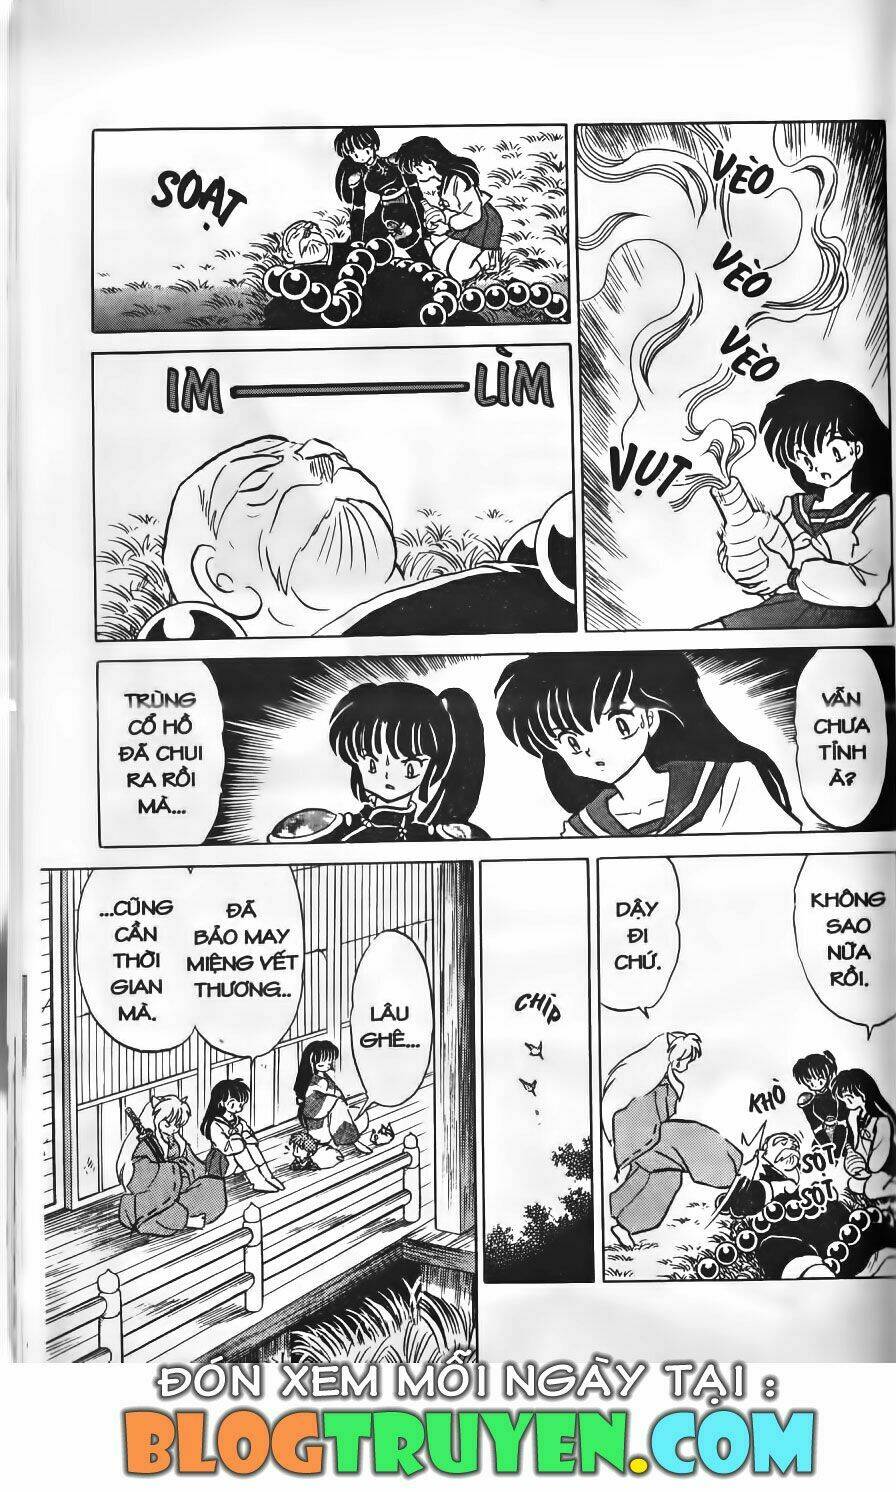 VÈO
VÈO
VÈO
VỤT
SOẠT
IM
LÌM
VẪN
CHƯA
TỈNH
À?
TRÙNG
CỔ HỒ
ĐÃ CHUI
RA RỒI
MÀ...
KHÔNG
SAO
NỮA
RỒI.
DẬY
ĐI
CHỨ.
KHÒ
SỘT
SỘT
CHÍP
LÂU
GHÊ...
ĐÃ
BẢO MAY
MIỆNG VẾT
THƯƠNG...
...CŨNG
CẦN
THỜI
GIAN
MÀ.
ĐÓN XEM MỖI NGÀY TẠI :
BLOGTRUYEN.COM